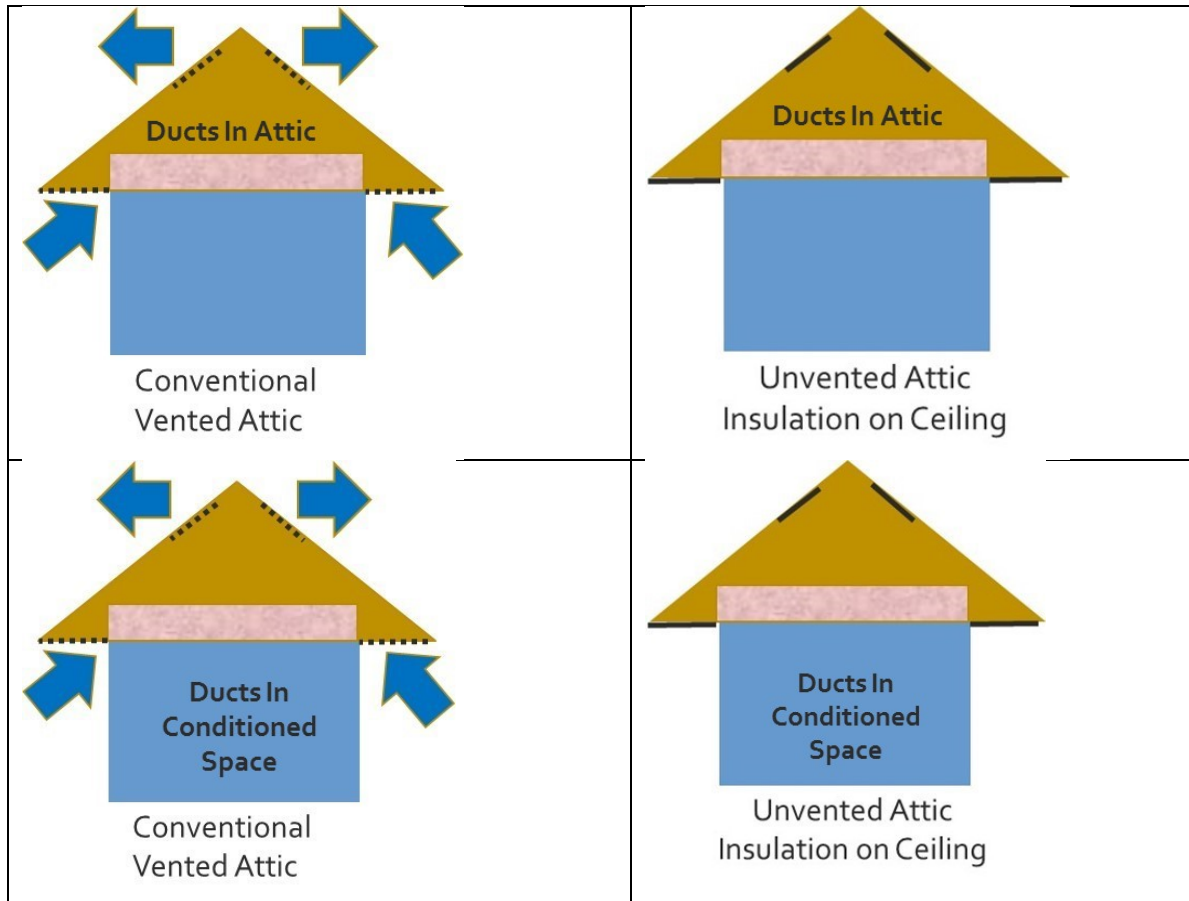 Ducts In Attic
Conventional
Vented Attic
Ducts In Attic
Unvented Attic
Insulation on Ceiling
Ducts In
Conditioned
Space
Conventional
Vented Attic
Ducts In
Conditioned
Space
Unvented Attic
Insulation on Ceiling